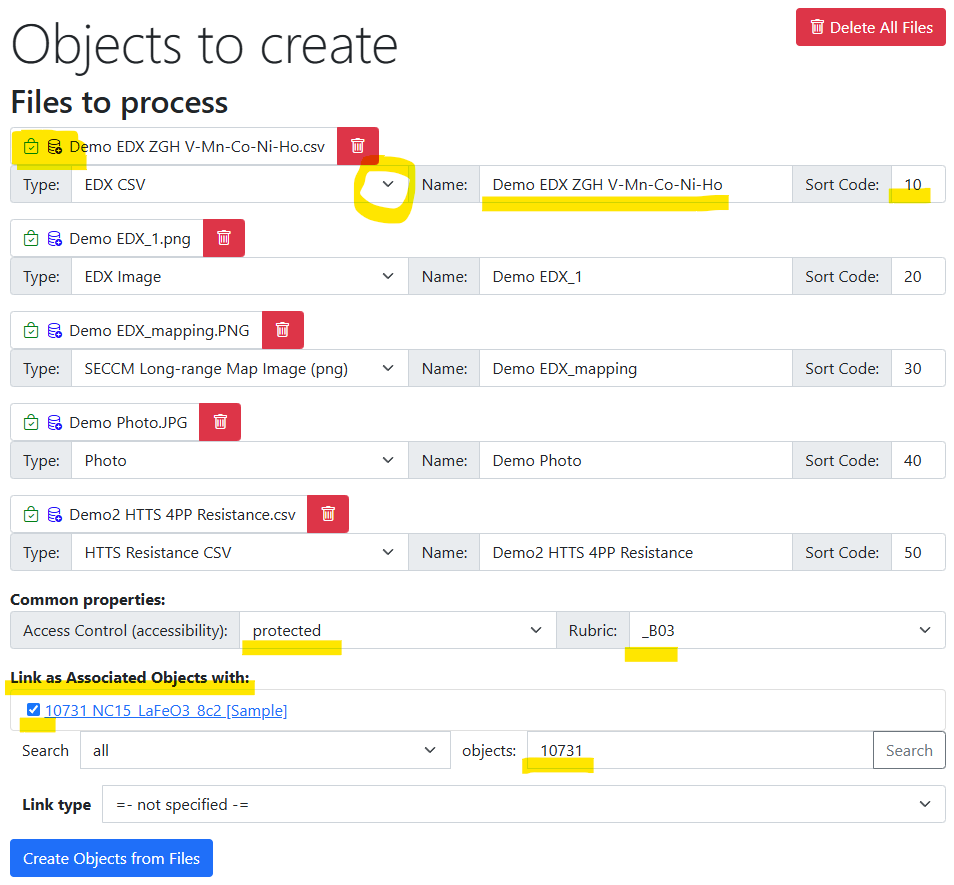 Objects to create
Delete All Files
Files to process
Demo EDX ZGH V-Mn-Co-Ni-Ho.csv
Type: EDX CSV Name: Demo EDX ZGH V-Mn-Co-Ni-Ho Sort Code: 10
Demo EDX_1.png
Type: EDX Image Name: Demo EDX_1 Sort Code: 20
Demo EDX_mapping.PNG
Type: SECCM Long-range Map Image (png) Name: Demo EDX_mapping Sort Code: 30
Demo Photo.JPG
Type: Photo Name: Demo Photo Sort Code: 40
Demo2 HTTS 4PP Resistance.csv
Type: HTTS Resistance CSV Name: Demo2 HTTS 4PP Resistance Sort Code: 50
Common properties:
Access Control (accessibility): protected Rubric: _B03
Link as Associated Objects with:
10731 NC15_LaFeO3_8c2 [Sample]
Search all objects: 10731 Search
Link type =- not specified -=
Create Objects from Files